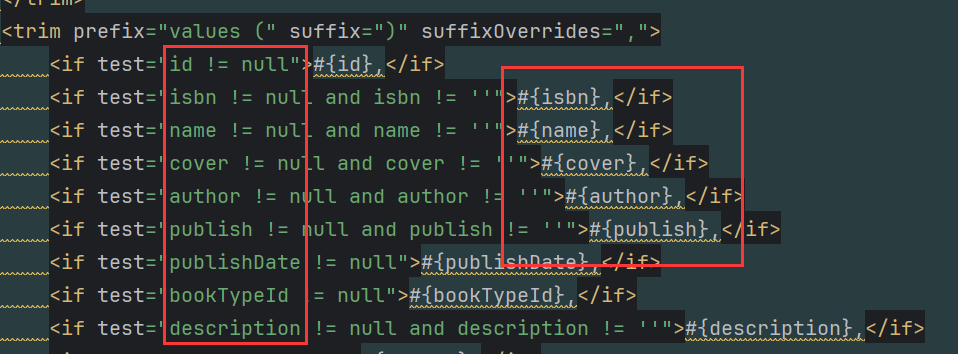 </trim>
<trim prefix="values (" suffix=")" suffixOverrides=",">
<if test="id != null">#{id},</if>
<if test="isbn != null and isbn != ''">#{isbn},</if>
<if test="name != null and name != ''">#{name},</if>
<if test="cover != null and cover != ''">#{cover},</if>
<if test="author != null and author != ''">#{author},</if>
<if test="publish != null and publish != ''">#{publish},</if>
<if test="publishDate != null">#{publishDate},</if>
<if test="bookTypeId != null">#{bookTypeId},</if>
<if test="description != null and description != ''">#{description},</if>